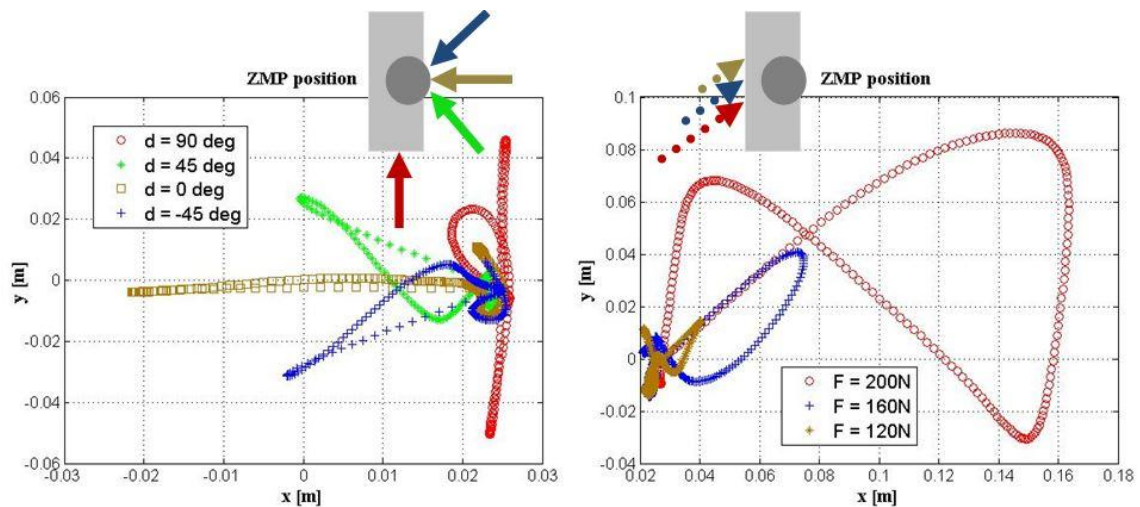 ZMP position
0.06
0.04
0.02
0
-0.02
-0.04
-0.06
y [m]
d = 90 deg
d = 45 deg
d = 0 deg
d = -45 deg
-0.03 -0.02 -0.01 0 0.01 0.02 0.03
x [m]
ZMP position
0.1
0.08
0.06
0.04
0.02
0
-0.02
-0.04
y [m]
F = 200N
F = 160N
F = 120N
0.02 0.04 0.06 0.08 0.1 0.12 0.14 0.16 0.18
x [m]